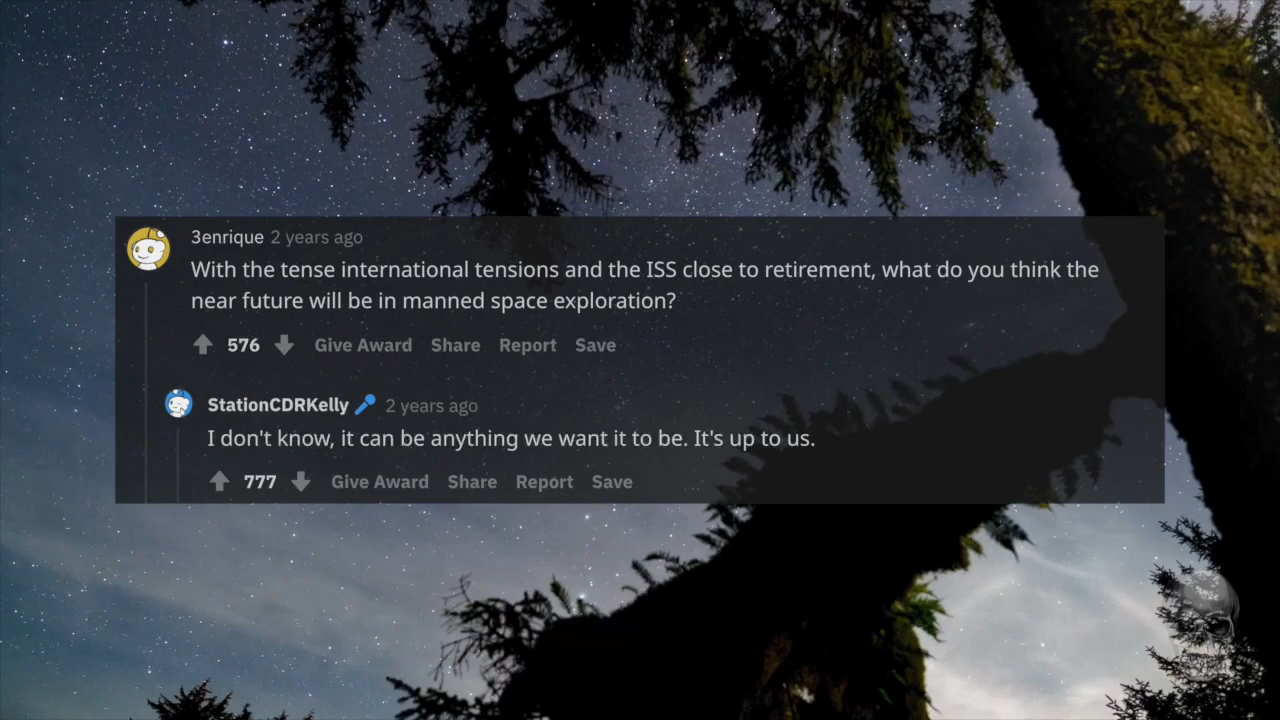 3enrique 2 years ago
With the tense international tensions and the ISS close to retirement, what do you think the
near future will be in manned space exploration?
576 Give Award Share Report Save
StationCDRKelly 2 years ago
I don't know, it can be anything we want it to be. It's up to us.
777 Give Award Share Report Save